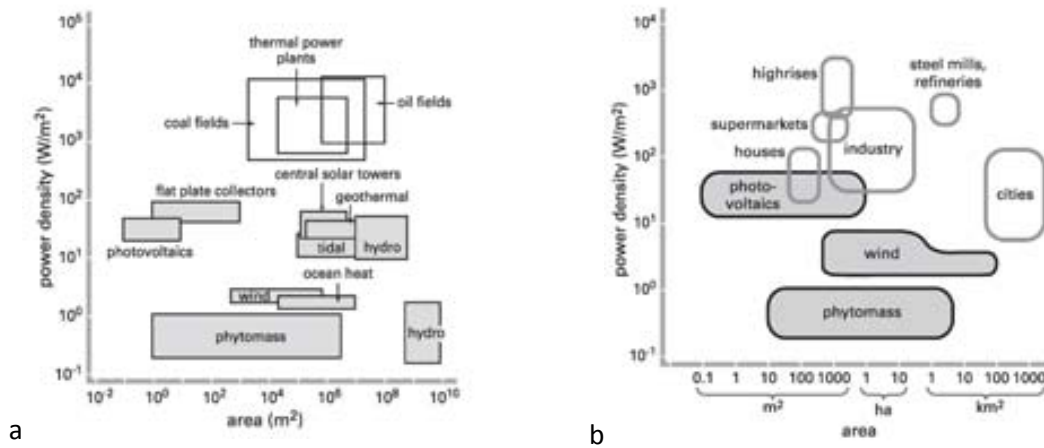 10⁵
10⁴
10³
10²
10¹
10⁰
10⁻¹
power density (W/m²)
thermal power
plants
coal fields
oil fields
central solar towers
flat plate collectors
geothermal
photovoltaics
tidal
hydro
ocean heat
wind
phytomass
hydro
10⁻² 10⁰ 10² 10⁴ 10⁶ 10⁸ 10¹⁰
area (m²)
a
10⁴
10³
10²
10¹
10⁰
10⁻¹
power density (W/m²)
highrises
steel mills,
refineries
supermarkets
houses
industry
photo-
voltaics
cities
wind
phytomass
0.1 1 10 100 1000 1 10 1 10 100 1000
m² ha km²
area
b